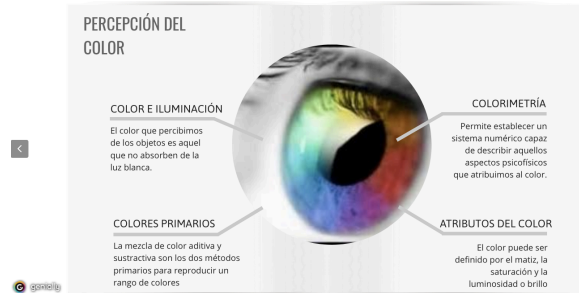 PERCEPCIÓN DEL
COLOR
COLOR E ILUMINACIÓN
El color que percibimos
de los objetos es aquel
que no absorben de la
luz blanca.
COLORIMETRÍA
Permite establecer un
sistema numérico capaz
de describir aquellos
aspectos psicofísicos
que atribuimos al color.
COLORES PRIMARIOS
La mezcla de color aditiva y
sustractiva son los dos métodos
primarios para reproducir un
rango de colores
ATRIBUTOS DEL COLOR
El color puede ser
definido por el matiz, la
saturación y la
luminosidad o brillo
genially